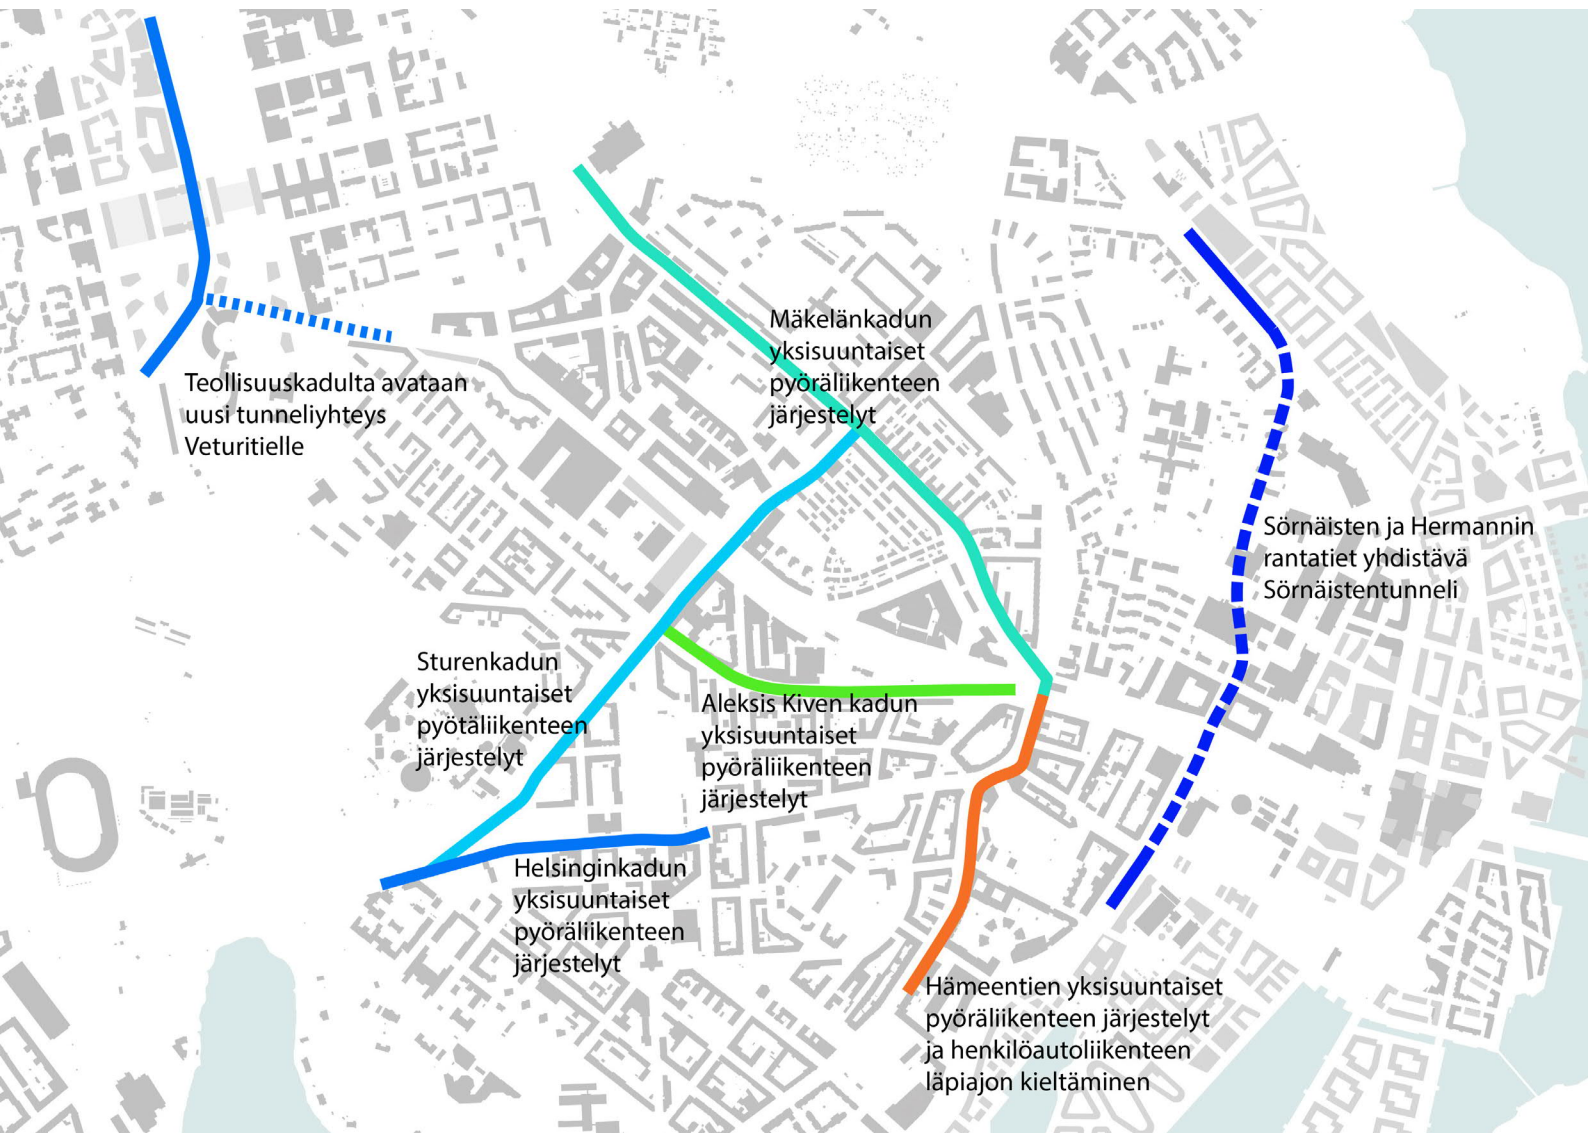 Mäkelänkadun
yksisuuntaiset
pyöräliikenteen
järjestelyt
Teollisuuskadulta avataan
uusi tunneliyhteys
Veturitielle
Sörnäisten ja Hermannin
rantatiet yhdistävä
Sörnäistentunneli
Sturenkadun
yksisuuntaiset
pyötäliikenteen
järjestelyt
Aleksis Kiven kadun
yksisuuntaiset
pyöräliikenteen
järjestelyt
Helsinginkadun
yksisuuntaiset
pyöräliikenteen
järjestelyt
Hämeentien yksisuuntaiset
pyöräliikenteen järjestelyt
ja henkilöautoliikenteen
läpiajon kieltäminen